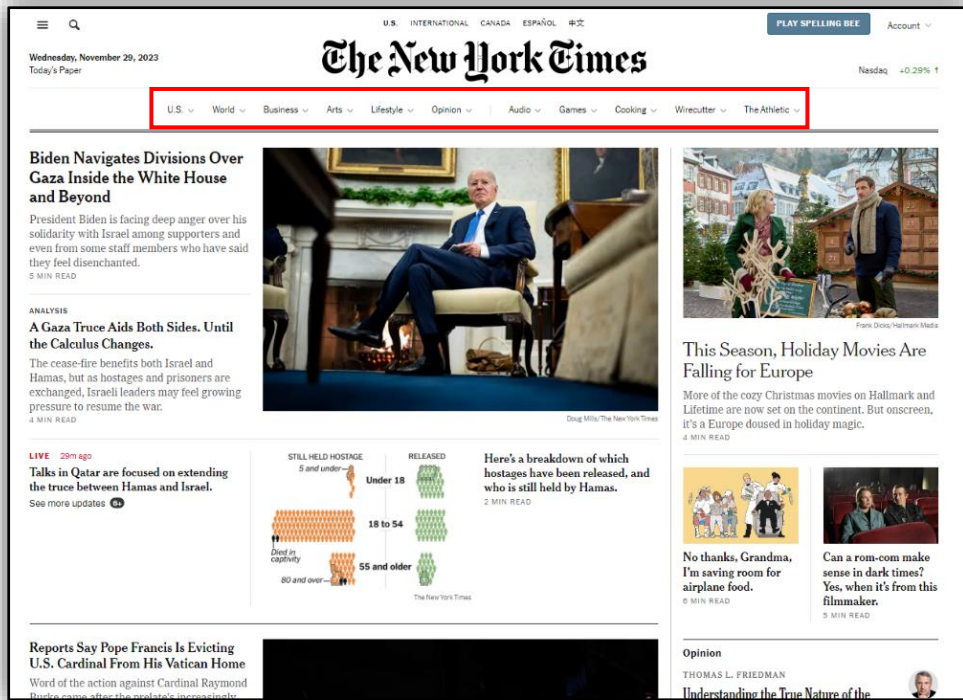 U.S. INTERNATIONAL CANADA ESPAÑOL 中文
PLAY SPELLING BEE
Account
Wednesday, November 29, 2023
Today's Paper
The New York Times
Nasdaq +0.29% ↑
U.S. World Business Arts Lifestyle Opinion Audio Games Cooking Wirecutter The Athletic
Biden Navigates Divisions Over
Gaza Inside the White House
and Beyond
President Biden is facing deep anger over his
solidarity with Israel among supporters and
even from some staff members who have said
they feel disenchanted.
5 MIN READ
ANALYSIS
A Gaza Truce Aids Both Sides. Until
the Calculus Changes.
The cease-fire benefits both Israel and
Hamas, but as hostages and prisoners are
exchanged, Israeli leaders may feel growing
pressure to resume the war.
4 MIN READ
Doug Mills/The New York Times
LIVE 29m ago
Talks in Qatar are focused on extending
the truce between Hamas and Israel.
See more updates 6+
STILL HELD HOSTAGE
RELEASED
5 and under
Under 18
18 to 54
Died in
captivity
55 and older
80 and over
The New York Times
Here's a breakdown of which
hostages have been released, and
who is still held by Hamas.
2 MIN READ
Reports Say Pope Francis Is Evicting
U.S. Cardinal From His Vatican Home
Word of the action against Cardinal Raymond
Burke came after the prelate's increasingly
Frank Dicks/Hallmark Media
This Season, Holiday Movies Are
Falling for Europe
More of the cozy Christmas movies on Hallmark and
Lifetime are now set on the continent. But onscreen,
it's a Europe doused in holiday magic.
4 MIN READ
No thanks, Grandma,
I'm saving room for
airplane food.
6 MIN READ
Can a rom-com make
sense in dark times?
Yes, when it's from this
filmmaker.
5 MIN READ
Opinion
THOMAS L. FRIEDMAN
Understanding the True Nature of the